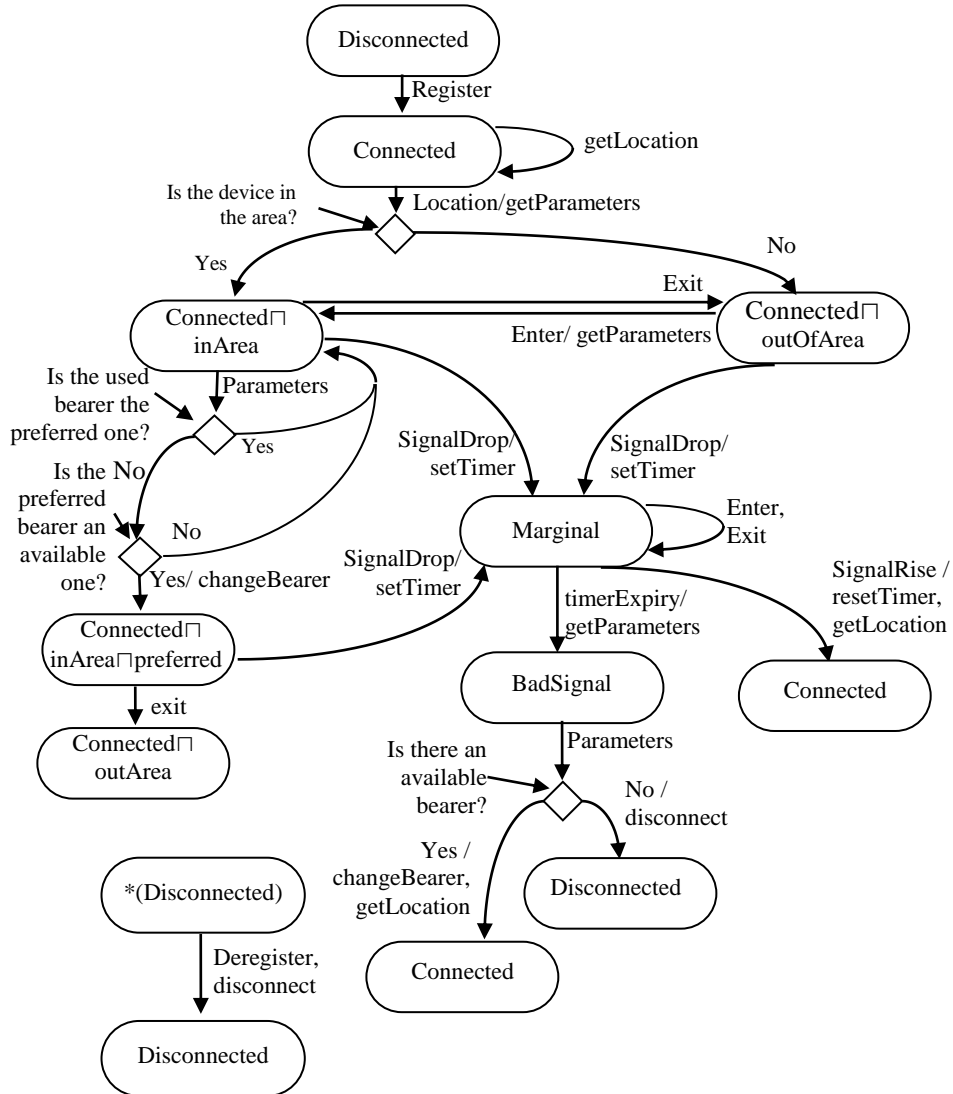 Disconnected
Register
Connected
getLocation
Is the device in
the area?
Location/getParameters
Yes
No
Connected⊓
inArea
Exit
Enter/ getParameters
Connected⊓
outOfArea
Is the used
bearer the
preferred one?
Parameters
Yes
SignalDrop/
setTimer
SignalDrop/
setTimer
Is the
preferred
bearer an
available
one?
No
No
Yes/ changeBearer
SignalDrop/
setTimer
Marginal
Enter,
Exit
timerExpiry/
getParameters
SignalRise /
resetTimer,
getLocation
Connected⊓
inArea⊓preferred
exit
Connected⊓
outArea
BadSignal
Connected
Parameters
Is there an
available
bearer?
No /
disconnect
Yes /
changeBearer,
getLocation
Disconnected
Connected
*(Disconnected)
Deregister,
disconnect
Disconnected